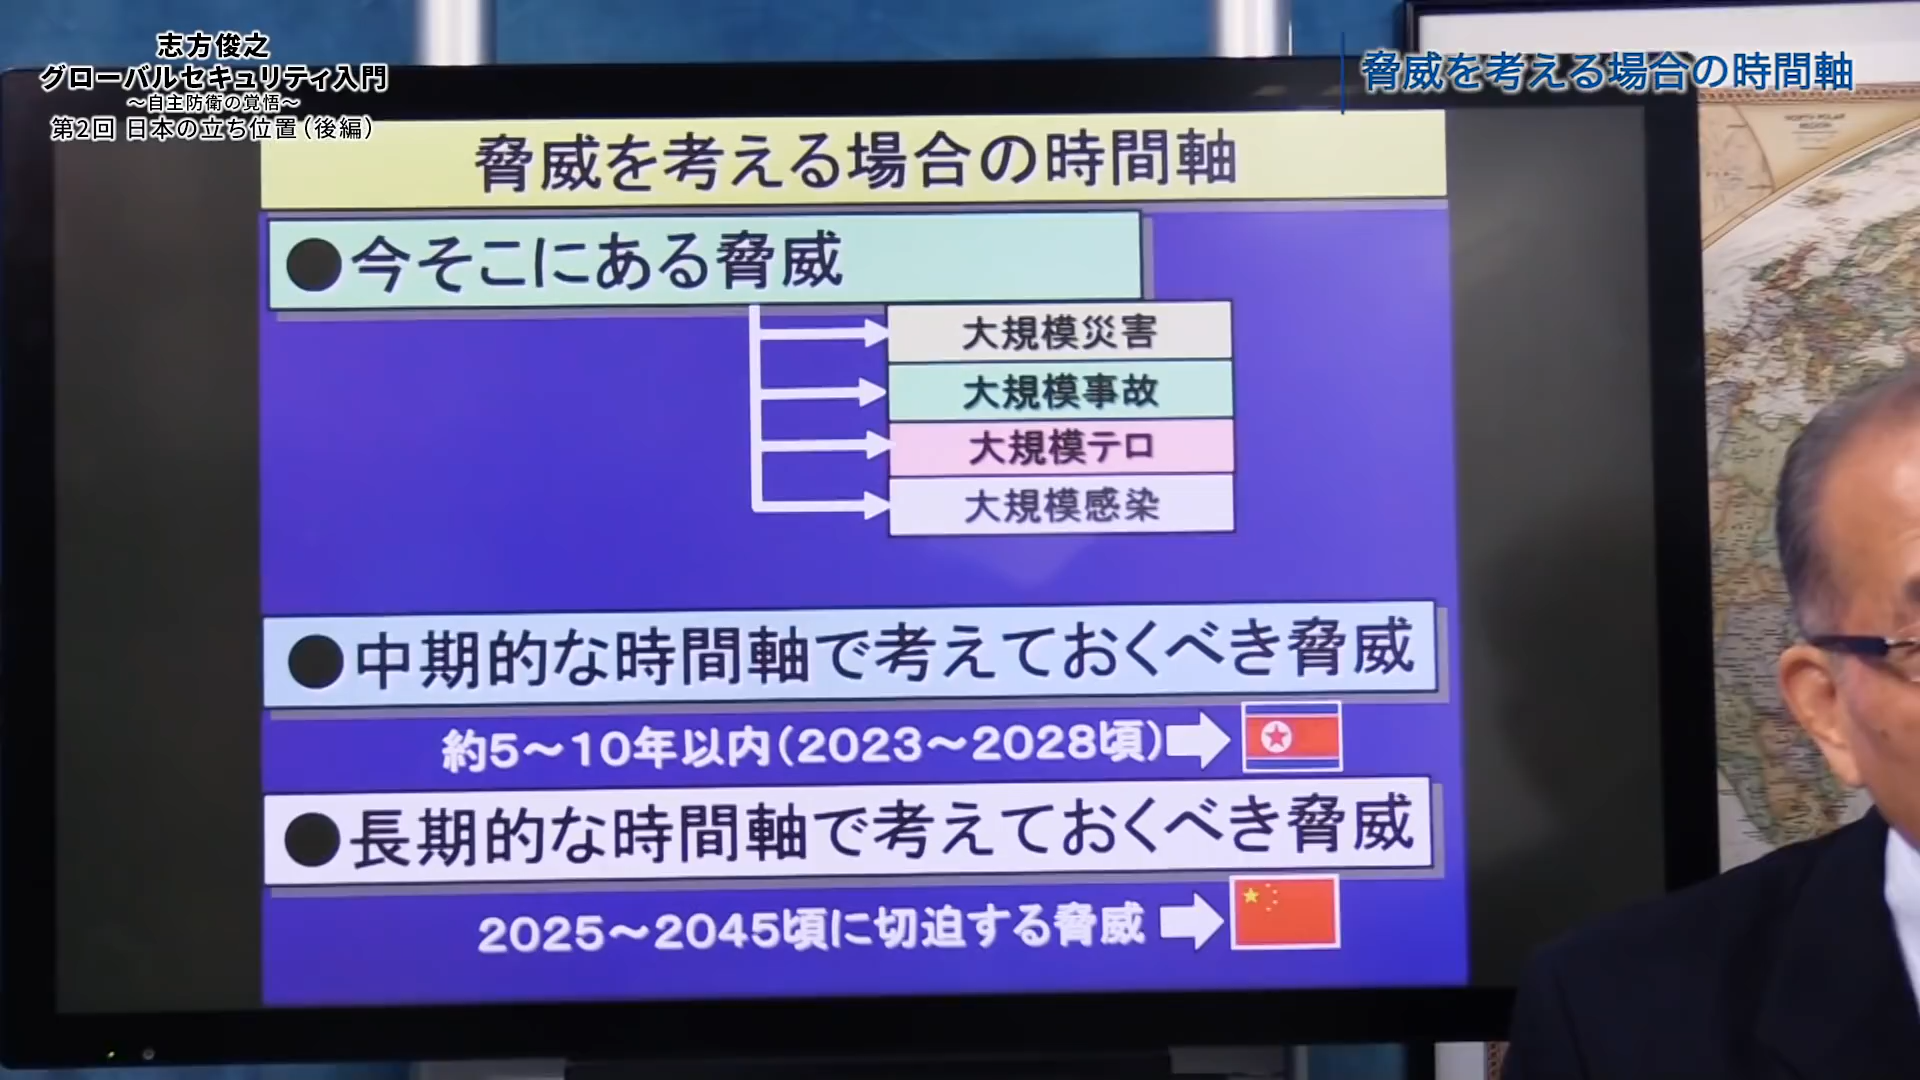 志方俊之
グローバルセキュリティ入門
~自主防衛の覚悟~
第2回 日本の立ち位置(後編)
脅威を考える場合の時間軸
脅威を考える場合の時間軸
●今そこにある脅威
大規模災害
大規模事故
大規模テロ
大規模感染
●中期的な時間軸で考えておくべき脅威
約5~10年以内(2023~2028頃)
●長期的な時間軸で考えておくべき脅威
2025~2045頃に切迫する脅威